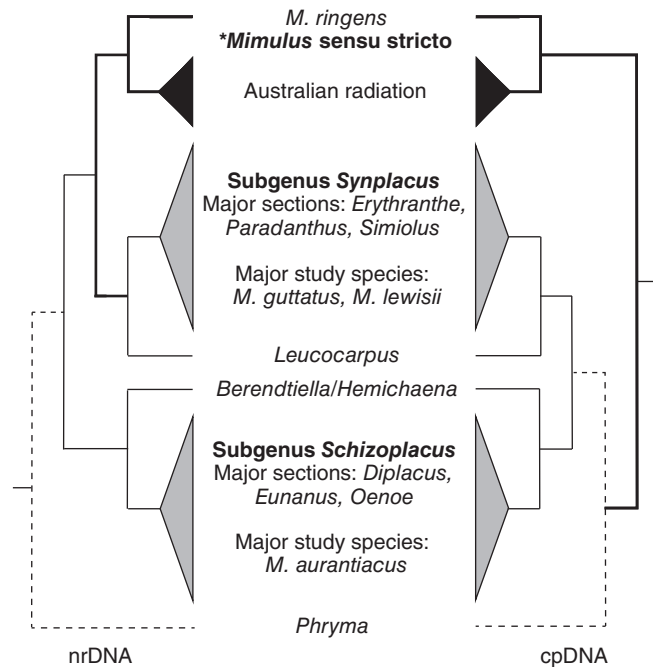 M. ringens
*Mimulus sensu stricto
Australian radiation
Subgenus Synplacus
Major sections: Erythranthe,
Paradanthus, Simiolus
Major study species:
M. guttatus, M. lewisii
Leucocarpus
Berendtiella/Hemichaena
Subgenus Schizoplacus
Major sections: Diplacus,
Eunanus, Oenoe
Major study species:
M. aurantiacus
Phryma
nrDNA
cpDNA